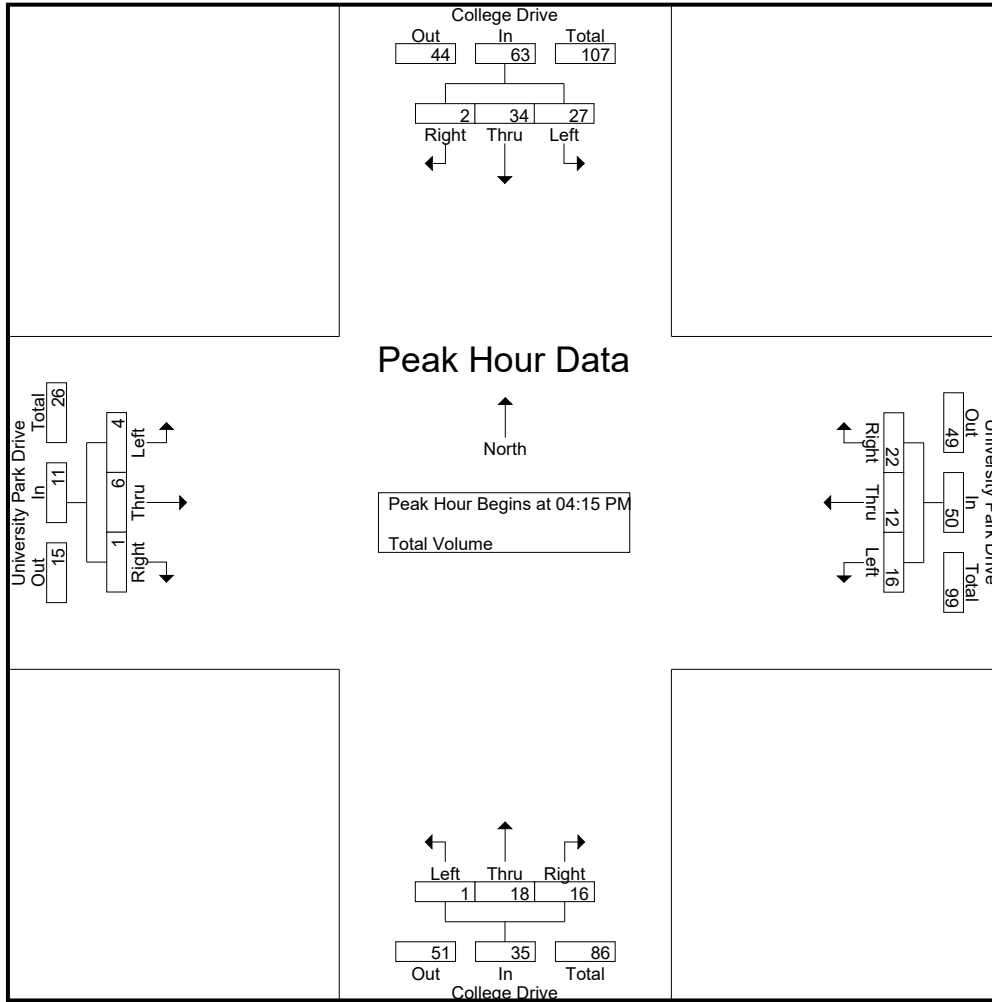 College Drive
Out In Total
44 63 107
2 34 27
Right Thru Left
Peak Hour Data
North
Peak Hour Begins at 04:15 PM
Total Volume
University Park Drive
Total In Out
26 11 15
4 6 1
Left Thru Right
University Park Drive
Out In Total
49 50 99
22 12 16
Right Thru Left
Left Thru Right
1 18 16
51 35 86
Out In Total
College Drive